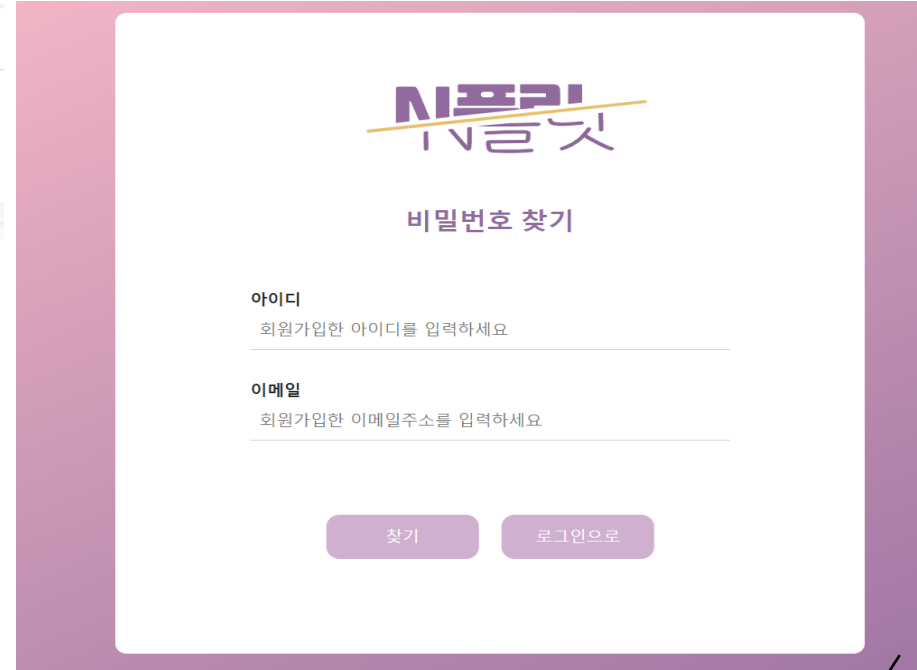 N플릿
비밀번호 찾기
아이디
회원가입한 아이디를 입력하세요
이메일
회원가입한 이메일주소를 입력하세요
찾기
로그인으로